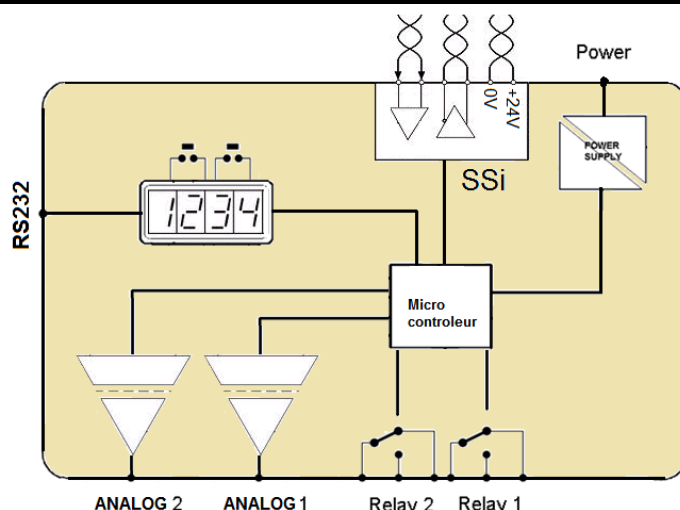 Power
0V
+24V
POWER
SUPPLY
SSi
1234
RS232
Micro
controleur
ANALOG 2
ANALOG 1
Relay 2
Relay 1